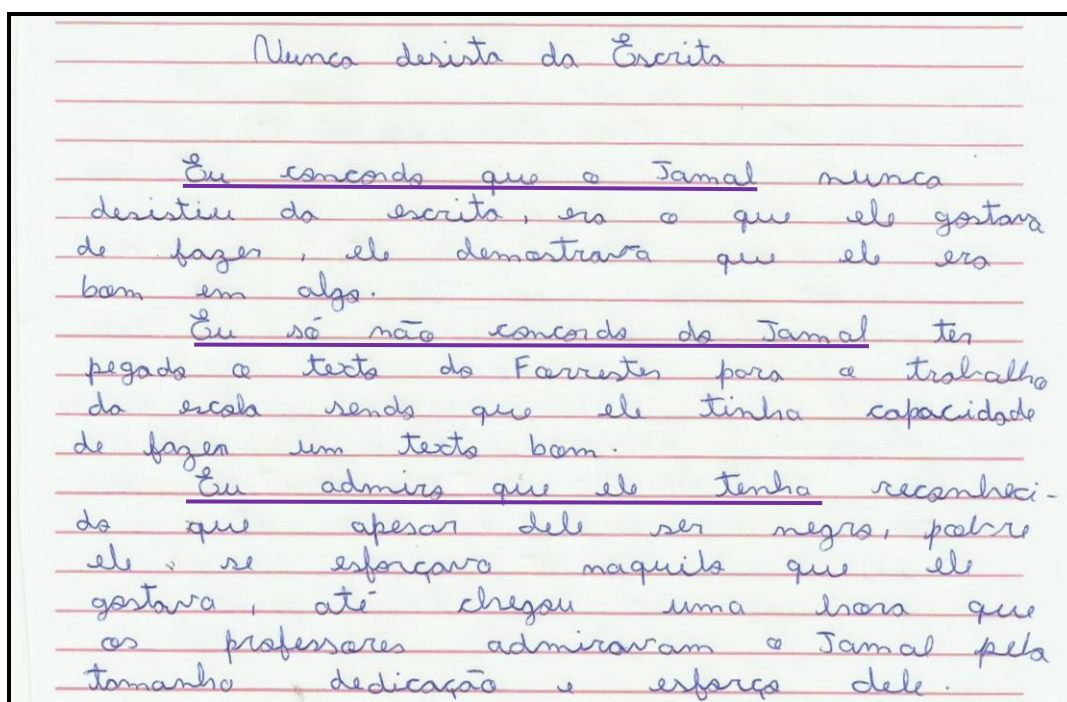 Nunca desista da Escrita
Eu concordo que o Jamal nunca
desistiu da escrita, era o que ele gostava
de fazer, ele demostrava que ele era
bom em algo.
Eu só não concordo do Jamal ter
pegado o texto do Forrester para o trabalho
da escola sendo que ele tinha capacidade
de fazer um texto bom.
Eu admiro que ele tenha reconheci-
do que apesar dele ser negro, pobre
ele se esforçava naquilo que ele
gostava, até chegou uma hora que
os professores admiravam o Jamal pela
tamanho dedicação e esforço dele.